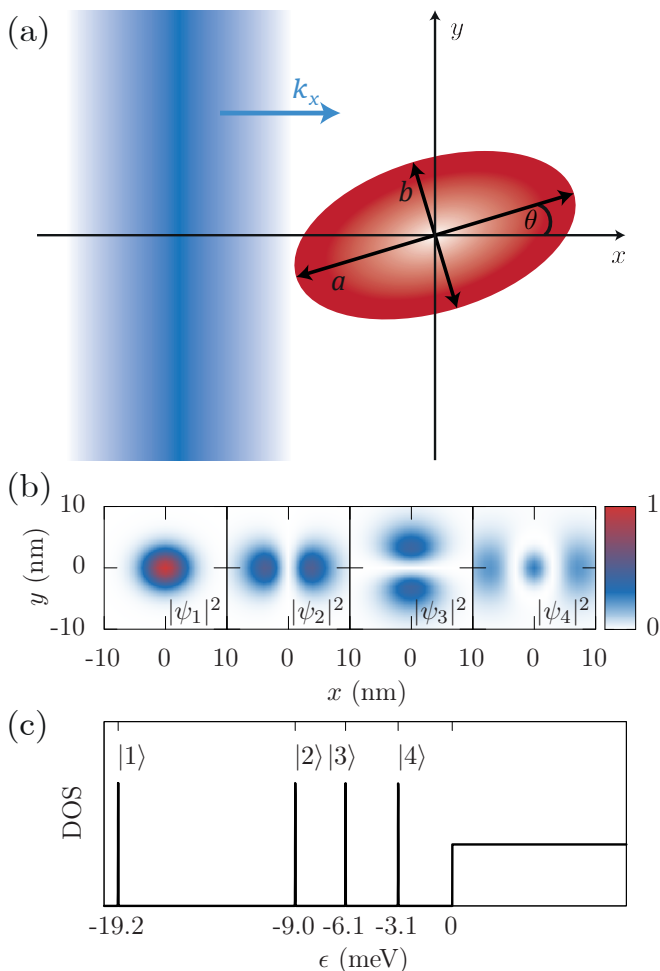 (a)
y
k_x
b
θ
a
x
(b)
10
0
-10
y (nm)
|ψ₁|² |ψ₂|² |ψ₃|² |ψ₄|²
1
0
-10 0 10 0 10 0 10 0 10
x (nm)
(c)
|1⟩ |2⟩ |3⟩ |4⟩
DOS
-19.2 -9.0 -6.1 -3.1 0
ϵ (meV)